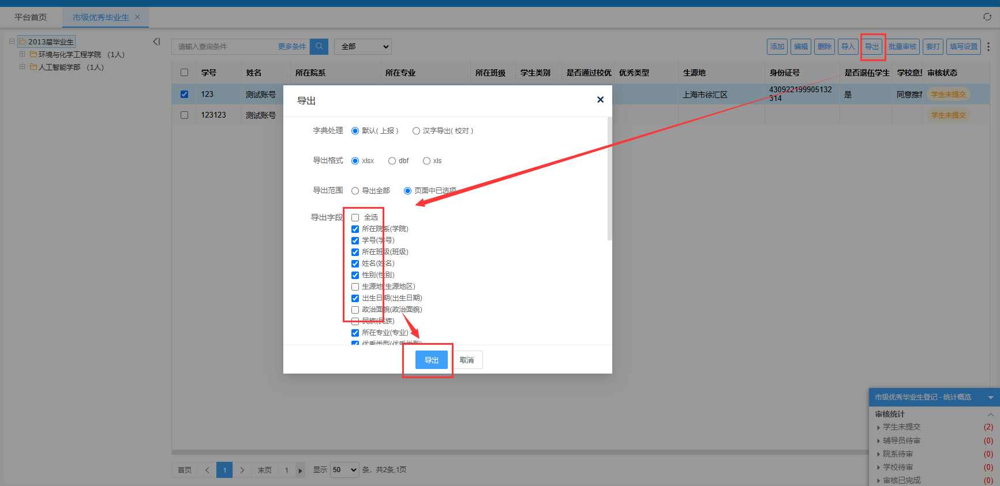 平台首页
市级优秀毕业生 ×
2013届毕业生
环境与化学工程学院 （1人）
人工智能学部 （1人）
请输入查询条件 更多条件 全部
添加 编辑 删除 导入 导出 批量审核 套打 填写设置
学号 姓名 所在院系 所在专业 所在班级 学生类别 是否通过校优 优秀类型 生源地 身份证号 是否退伍学生 学校意 审核状态
123 测试账号 上海市徐汇区 430922199905132314 是 同意推荐 学生未提交
123123 测试账号 学生未提交
导出
字典处理 默认( 上报 ) 汉字导出( 校对 )
导出格式 xlsx dbf xls
导出范围 导出全部 页面中已选项
导出字段 全选
所在院系(学院)
学号(学号)
所在班级(班级)
姓名(姓名)
性别(性别)
生源地(生源地区)
出生日期(出生日期)
政治面貌(政治面貌)
民族(民族)
所在专业(专业)
优秀类型(优秀类型)
导出 取消
首页 1 末页 1 显示 50 条，共2条,1页
市级优秀毕业生登记 - 统计概览
审核统计
学生未提交 (2)
辅导员待审 (0)
院系待审 (0)
学校待审 (0)
审核已完成 (0)